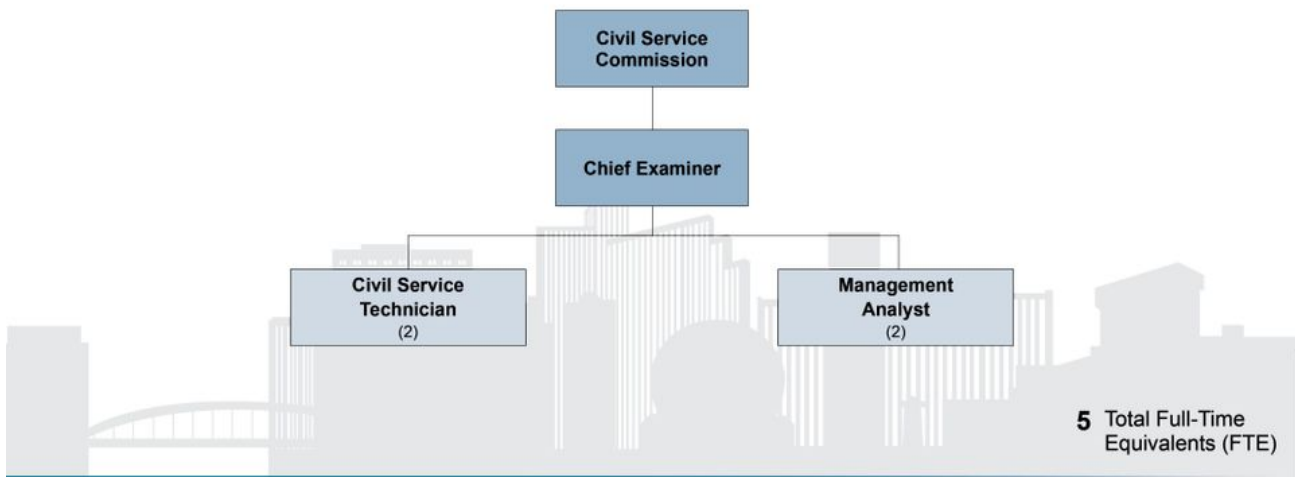 Civil Service
Commission
Chief Examiner
Civil Service
Technician
(2)
Management
Analyst
(2)
5 Total Full-Time
Equivalents (FTE)